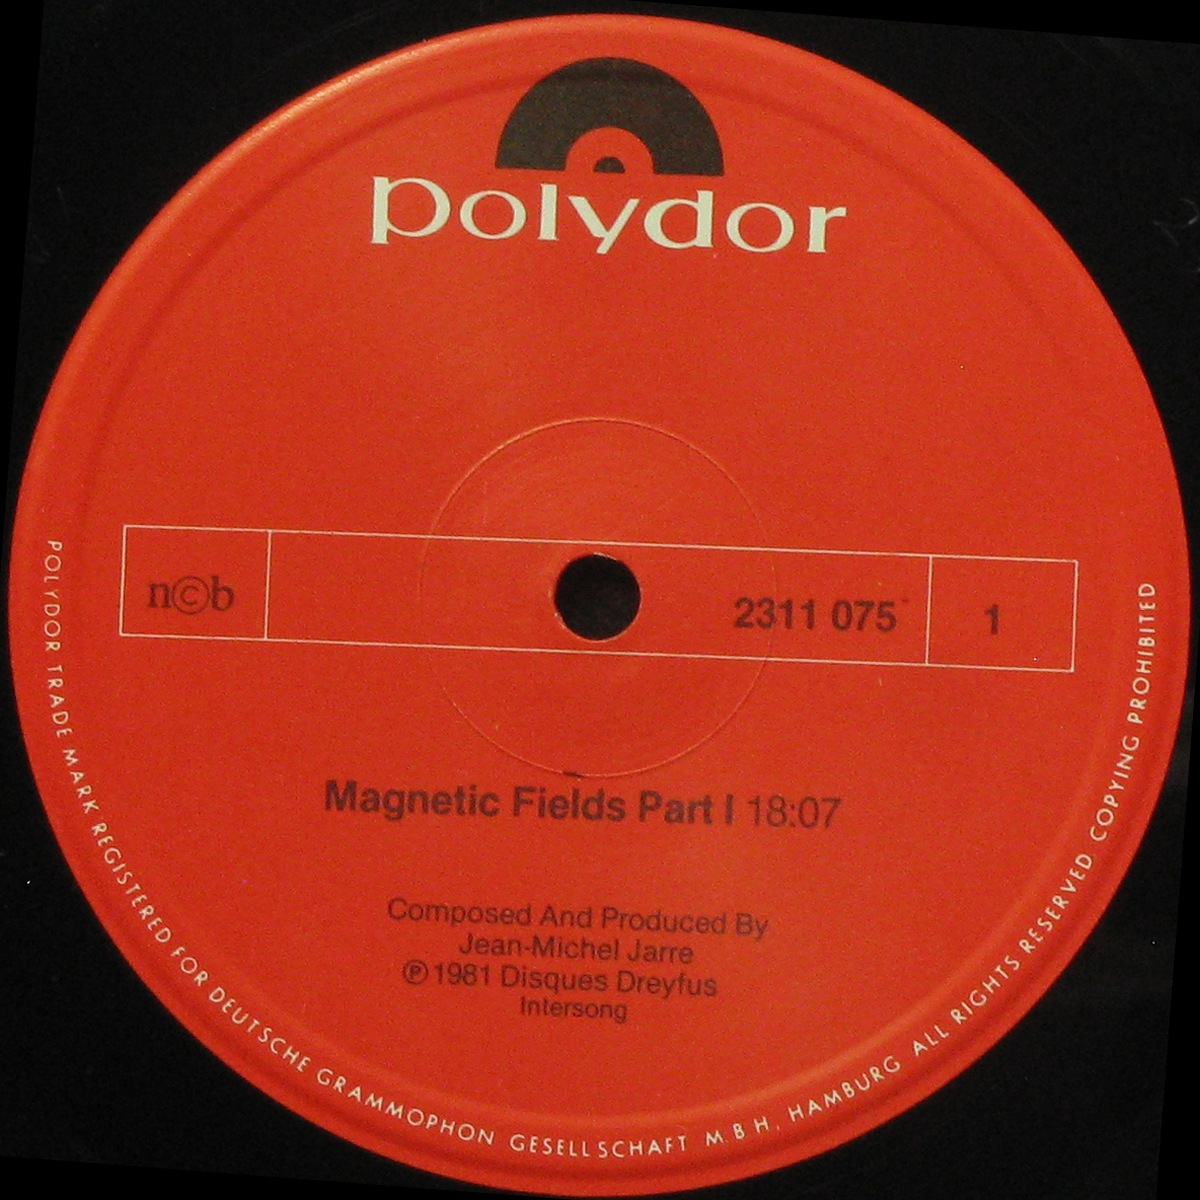 polydor
n©b
2311 075
1
Magnetic Fields Part I 18:07
Composed And Produced By
Jean-Michel Jarre
℗ 1981 Disques Dreyfus
Intersong
POLYDOR TRADE MARK REGISTERED FOR DEUTSCHE GRAMMOPHON GESELLSCHAFT M B H, HAMBURG ALL RIGHTS RESERVED COPYING PROHIBITED